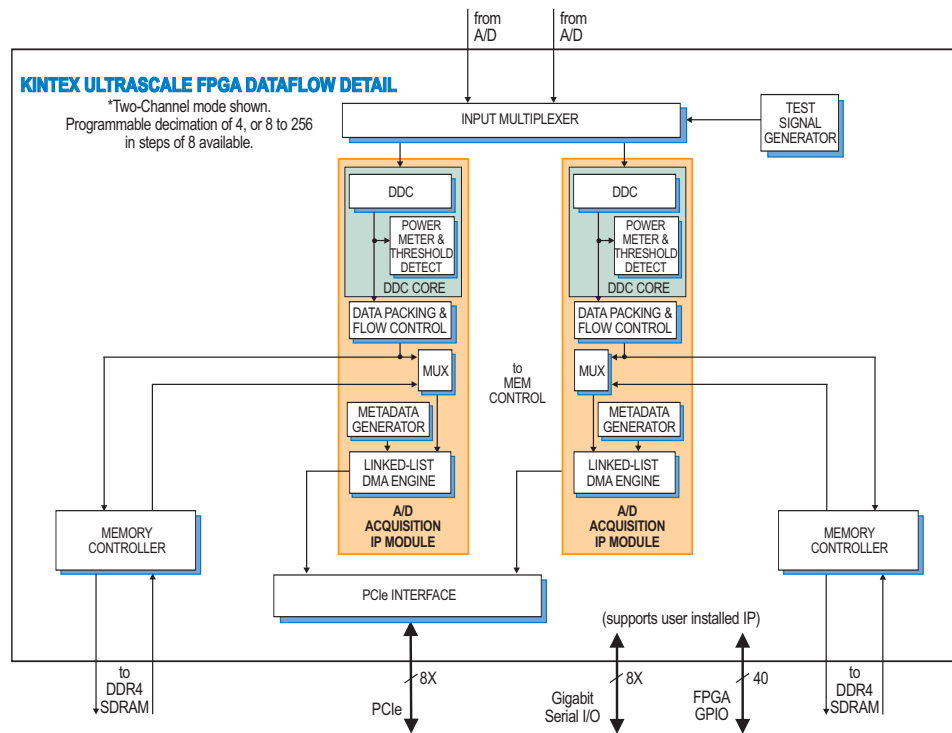 from
A/D
from
A/D
KINTEX ULTRASCALE FPGA DATAFLOW DETAIL
*Two-Channel mode shown.
Programmable decimation of 4, or 8 to 256
in steps of 8 available.
INPUT MULTIPLEXER
TEST
SIGNAL
GENERATOR
DDC
POWER
METER &
THRESHOLD
DETECT
DDC CORE
DATA PACKING &
FLOW CONTROL
MUX
METADATA
GENERATOR
LINKED-LIST
DMA ENGINE
A/D
ACQUISITION
IP MODULE
to
MEM
CONTROL
DDC
POWER
METER &
THRESHOLD
DETECT
DDC CORE
DATA PACKING &
FLOW CONTROL
MUX
METADATA
GENERATOR
LINKED-LIST
DMA ENGINE
A/D
ACQUISITION
IP MODULE
MEMORY
CONTROLLER
MEMORY
CONTROLLER
PCIe INTERFACE
(supports user installed IP)
to
DDR4
SDRAM
8X
PCIe
8X
Gigabit
Serial I/O
40
FPGA
GPIO
to
DDR4
SDRAM